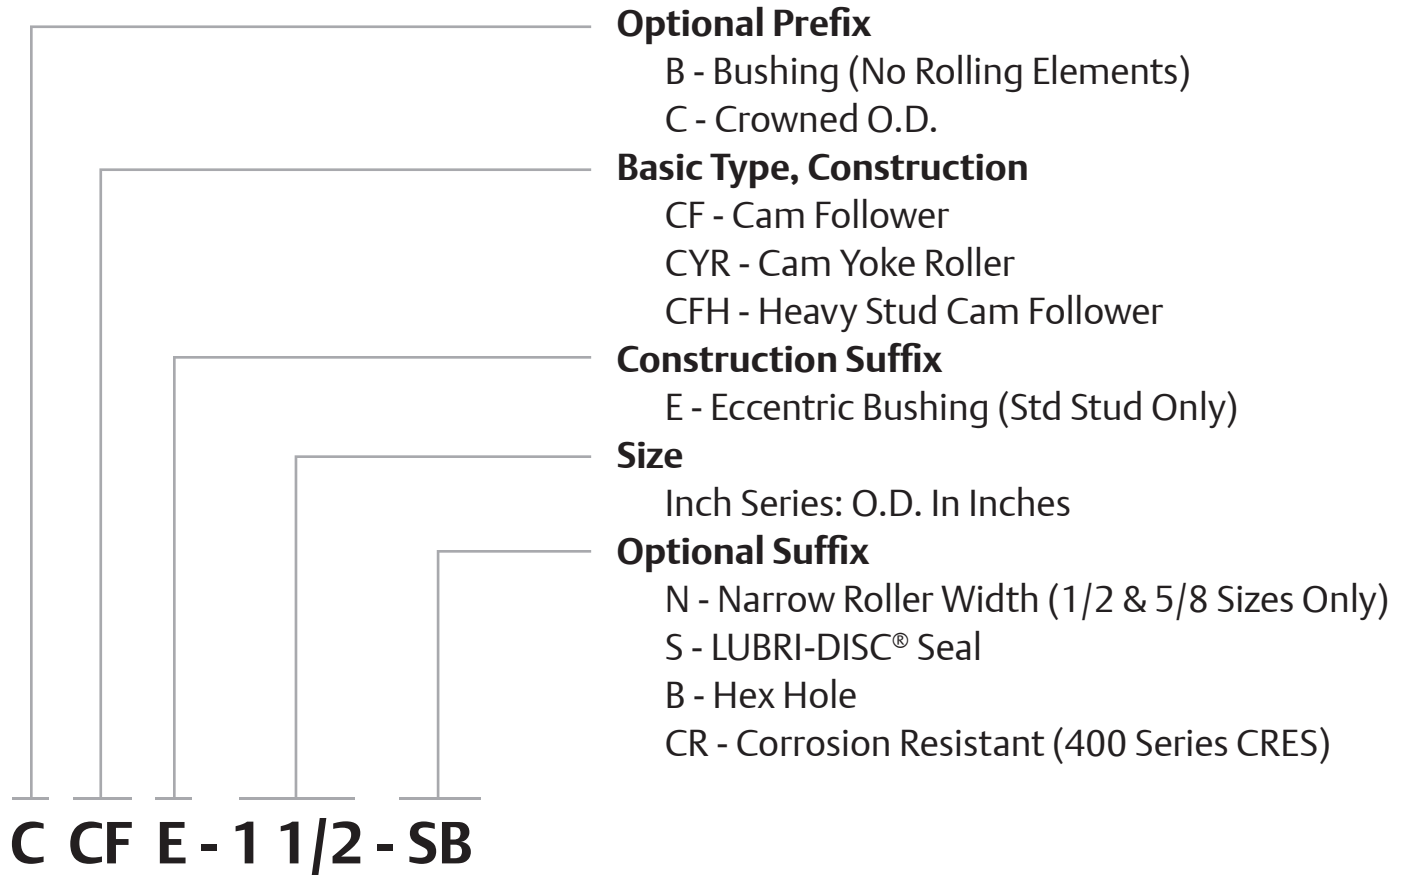 Optional Prefix
B - Bushing (No Rolling Elements)
C - Crowned O.D.
Basic Type, Construction
CF - Cam Follower
CYR - Cam Yoke Roller
CFH - Heavy Stud Cam Follower
Construction Suffix
E - Eccentric Bushing (Std Stud Only)
Size
Inch Series: O.D. In Inches
Optional Suffix
N - Narrow Roller Width (1/2 & 5/8 Sizes Only)
S - LUBRI-DISC® Seal
B - Hex Hole
CR - Corrosion Resistant (400 Series CRES)
C CF E - 1 1/2 - SB